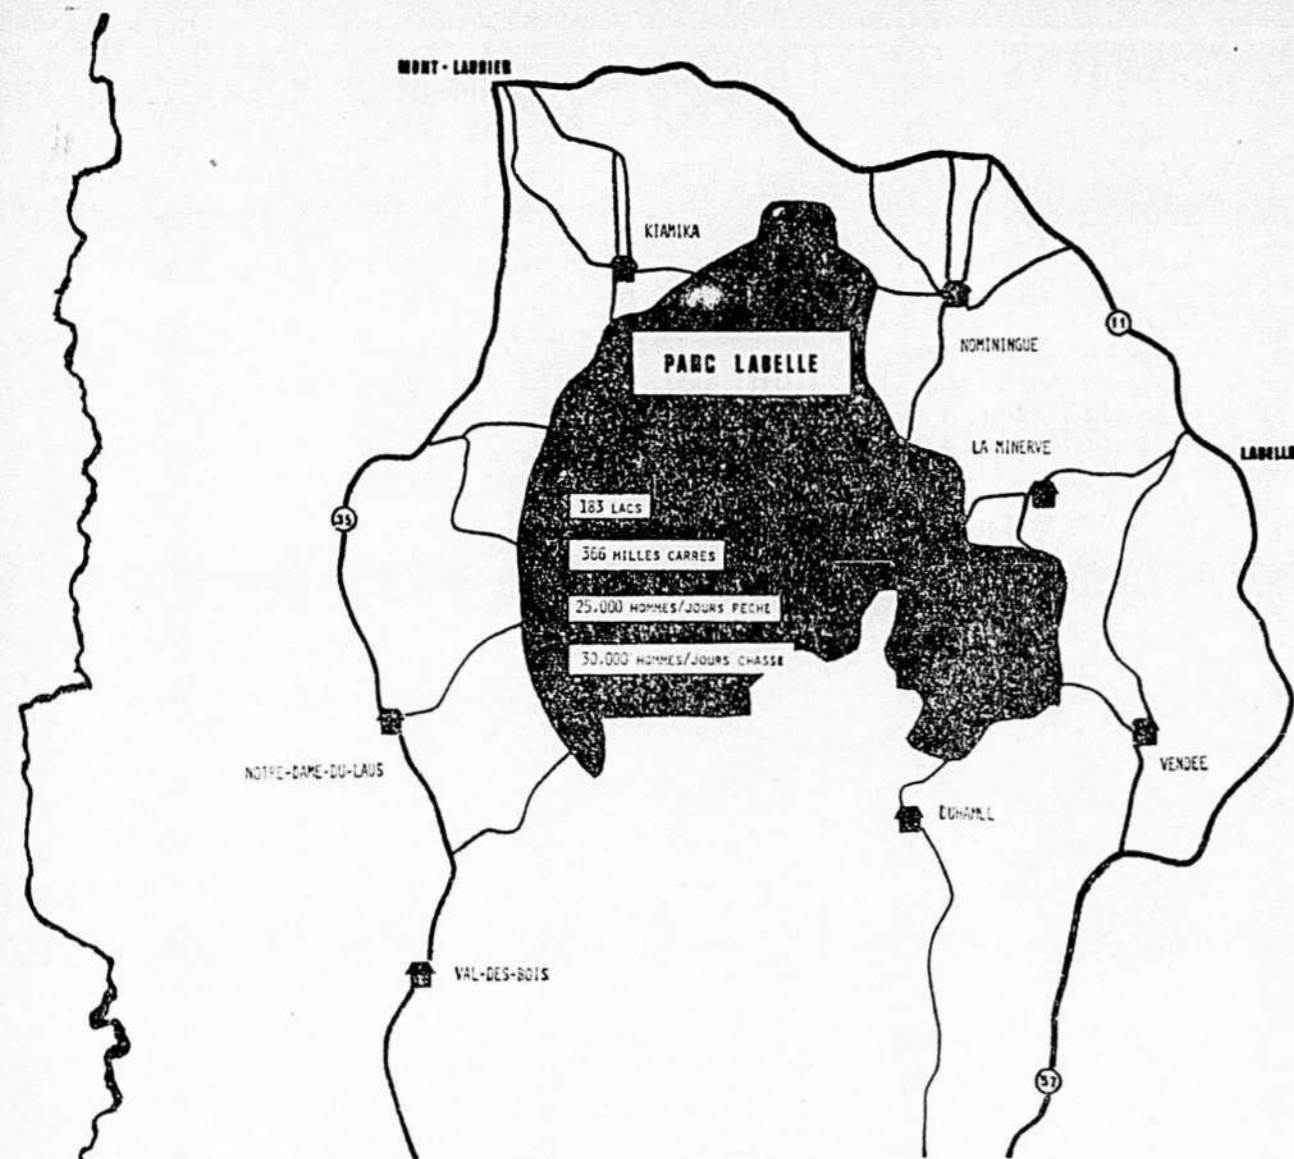 MONT-LAURIER
KIAMIKA
11
NOMININGUE
PARC LABELLE
LA MINERVE
LABELLE
183 LACS
35
366 MILLES CARRES
25.000 HOMMES/JOURS PECHE
30.000 HOMMES/JOURS CHASSE
NOTRE-DAME-DU-LAUS
VENDEE
DUHAMEL
VAL-DES-BOIS
57